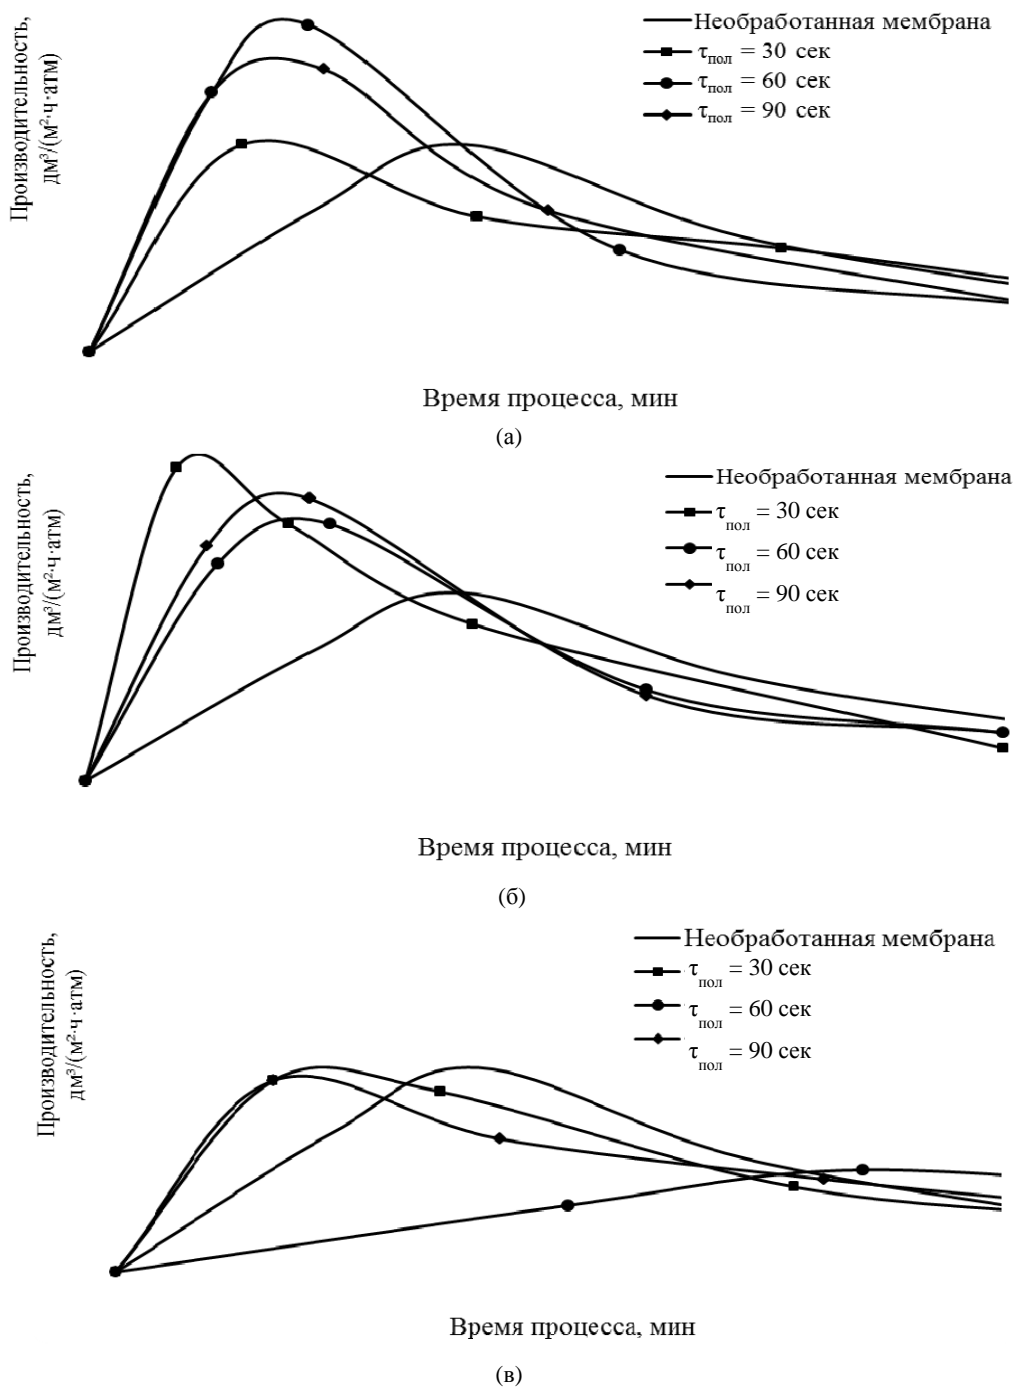 Производительность,
дм³/(м²·ч·атм)
Необработанная мембрана
τпол = 30 сек
τпол = 60 сек
τпол = 90 сек
Время процесса, мин
(а)
Производительность,
дм³/(м²·ч·атм)
Необработанная мембрана
τпол = 30 сек
τпол = 60 сек
τпол = 90 сек
Время процесса, мин
(б)
Производительность,
дм³/(м²·ч·атм)
Необработанная мембрана
τпол = 30 сек
τпол = 60 сек
τпол = 90 сек
Время процесса, мин
(в)